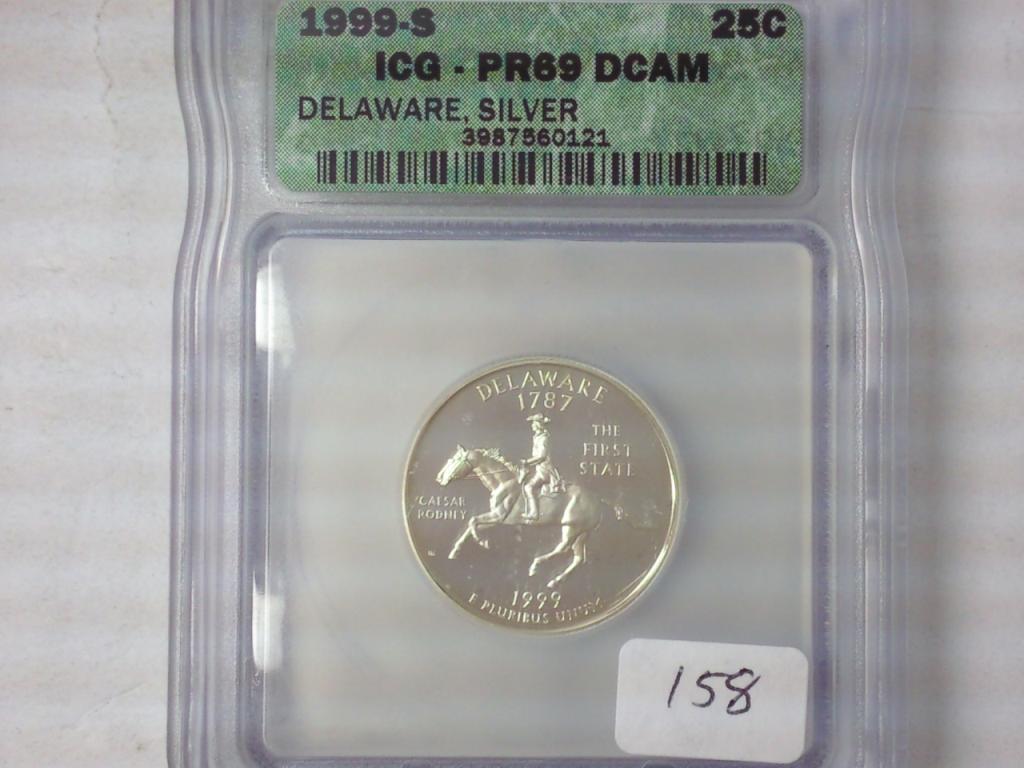 1999-S 25C
ICG - PR69 DCAM
DELAWARE, SILVER
3987560121
DELAWARE
1787
THE
FIRST
STATE
CAESAR
RODNEY
1999
E PLURIBUS UNUM
158